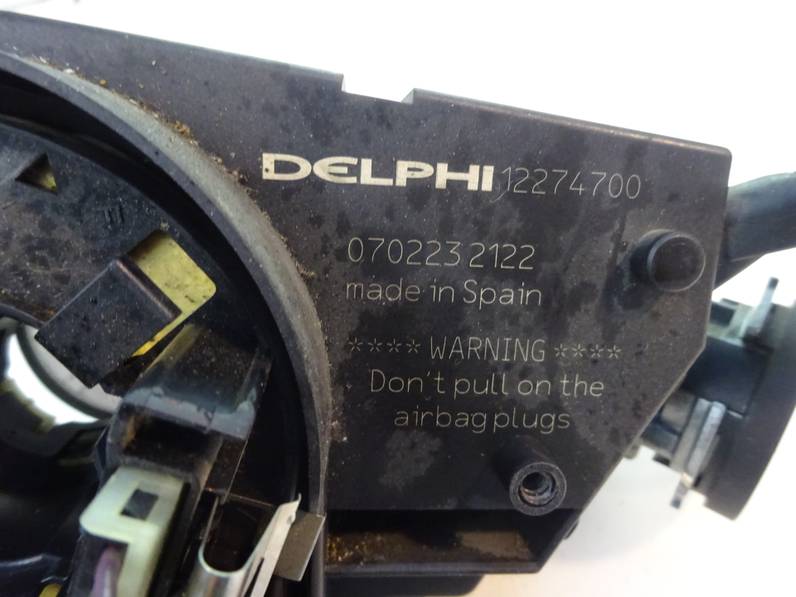 DELPHI 12274700
070223 2122
made in Spain
**** WARNING ****
Don't pull on the
airbag plugs